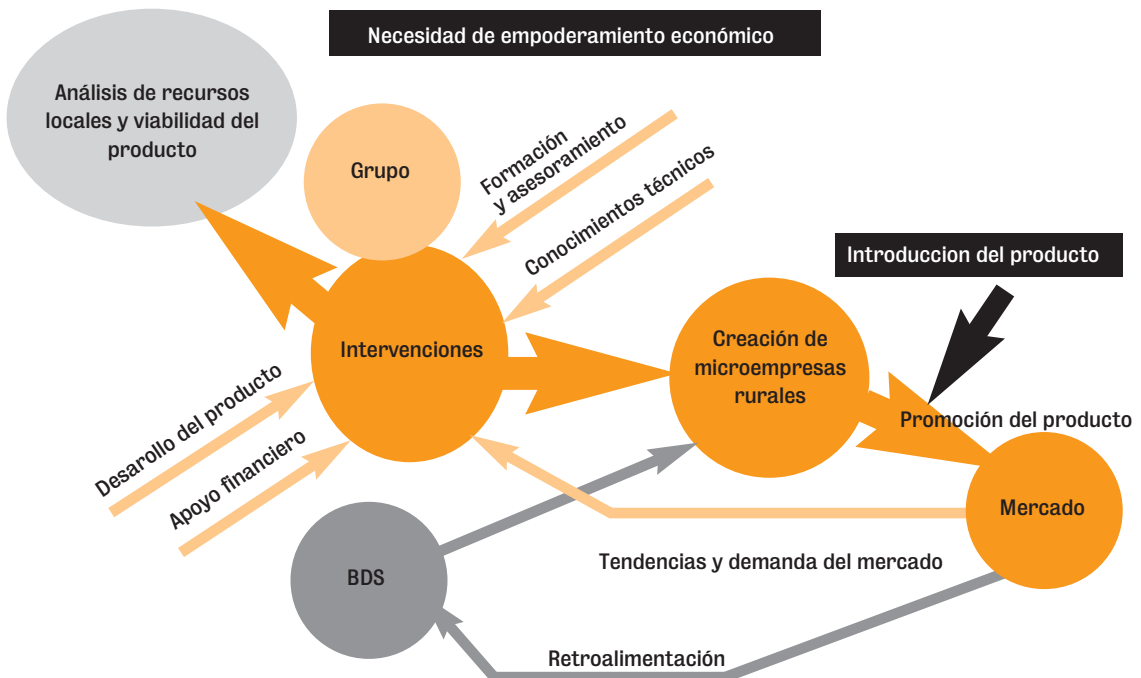 Necesidad de empoderamiento económico
Análisis de recursos
locales y viabilidad del
producto
Grupo
Formación
y asesoramiento
Conocimientos técnicos
Introduccion del producto
Intervenciones
Creación de
microempresas
rurales
Promoción del producto
Desarollo del producto
Apoyo financiero
Mercado
Tendencias y demanda del mercado
BDS
Retroalimentación